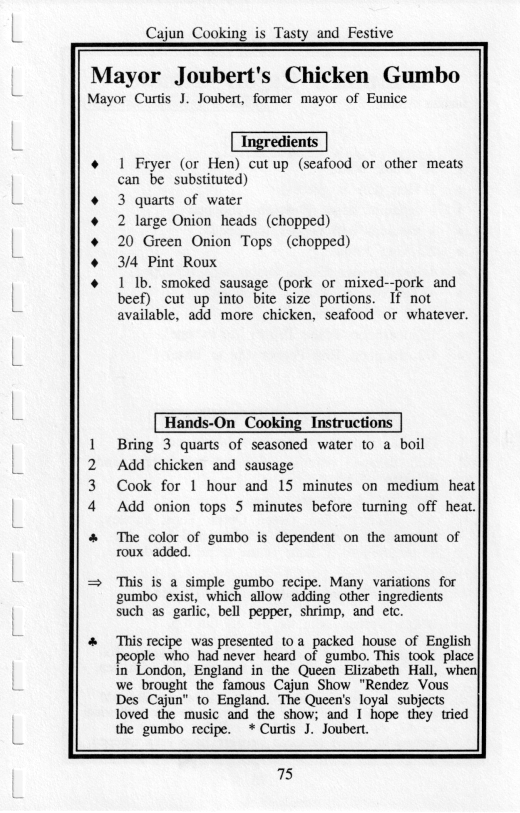 Cajun Cooking is Tasty and Festive
Mayor Joubert's Chicken Gumbo
Mayor Curtis J. Joubert, former mayor of Eunice
Ingredients
♦ 1 Fryer (or Hen) cut up (seafood or other meats
can be substituted)
♦ 3 quarts of water
♦ 2 large Onion heads (chopped)
♦ 20 Green Onion Tops (chopped)
♦ 3/4 Pint Roux
♦ 1 lb. smoked sausage (pork or mixed--pork and
beef) cut up into bite size portions. If not
available, add more chicken, seafood or whatever.
Hands-On Cooking Instructions
1 Bring 3 quarts of seasoned water to a boil
2 Add chicken and sausage
3 Cook for 1 hour and 15 minutes on medium heat
4 Add onion tops 5 minutes before turning off heat.
♣ The color of gumbo is dependent on the amount of
roux added.
⇒ This is a simple gumbo recipe. Many variations for
gumbo exist, which allow adding other ingredients
such as garlic, bell pepper, shrimp, and etc.
♣ This recipe was presented to a packed house of English
people who had never heard of gumbo. This took place
in London, England in the Queen Elizabeth Hall, when
we brought the famous Cajun Show "Rendez Vous
Des Cajun" to England. The Queen's loyal subjects
loved the music and the show; and I hope they tried
the gumbo recipe. * Curtis J. Joubert.
75